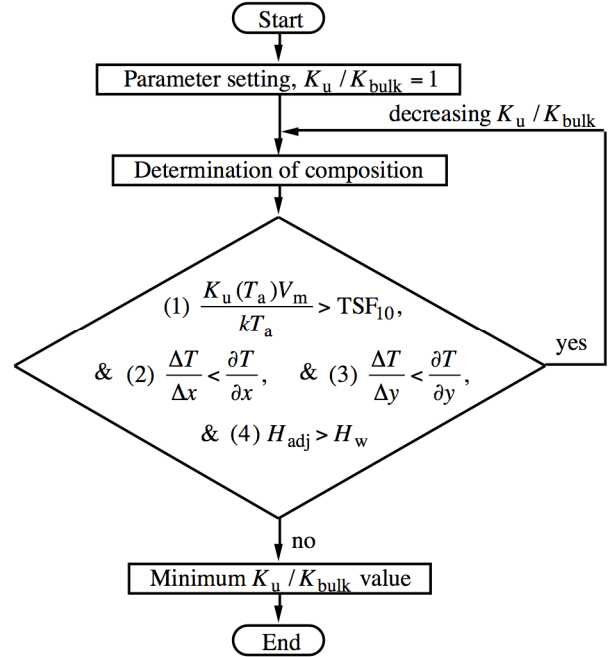 Start
Parameter setting, K_u / K_bulk = 1
decreasing K_u / K_bulk
Determination of composition
(1) K_u (T_a) V_m / kT_a > TSF_10,
yes
& (2) ΔT/Δx < ∂T/∂x, & (3) ΔT/Δy < ∂T/∂y,
& (4) H_adj > H_w
no
Minimum K_u / K_bulk value
End